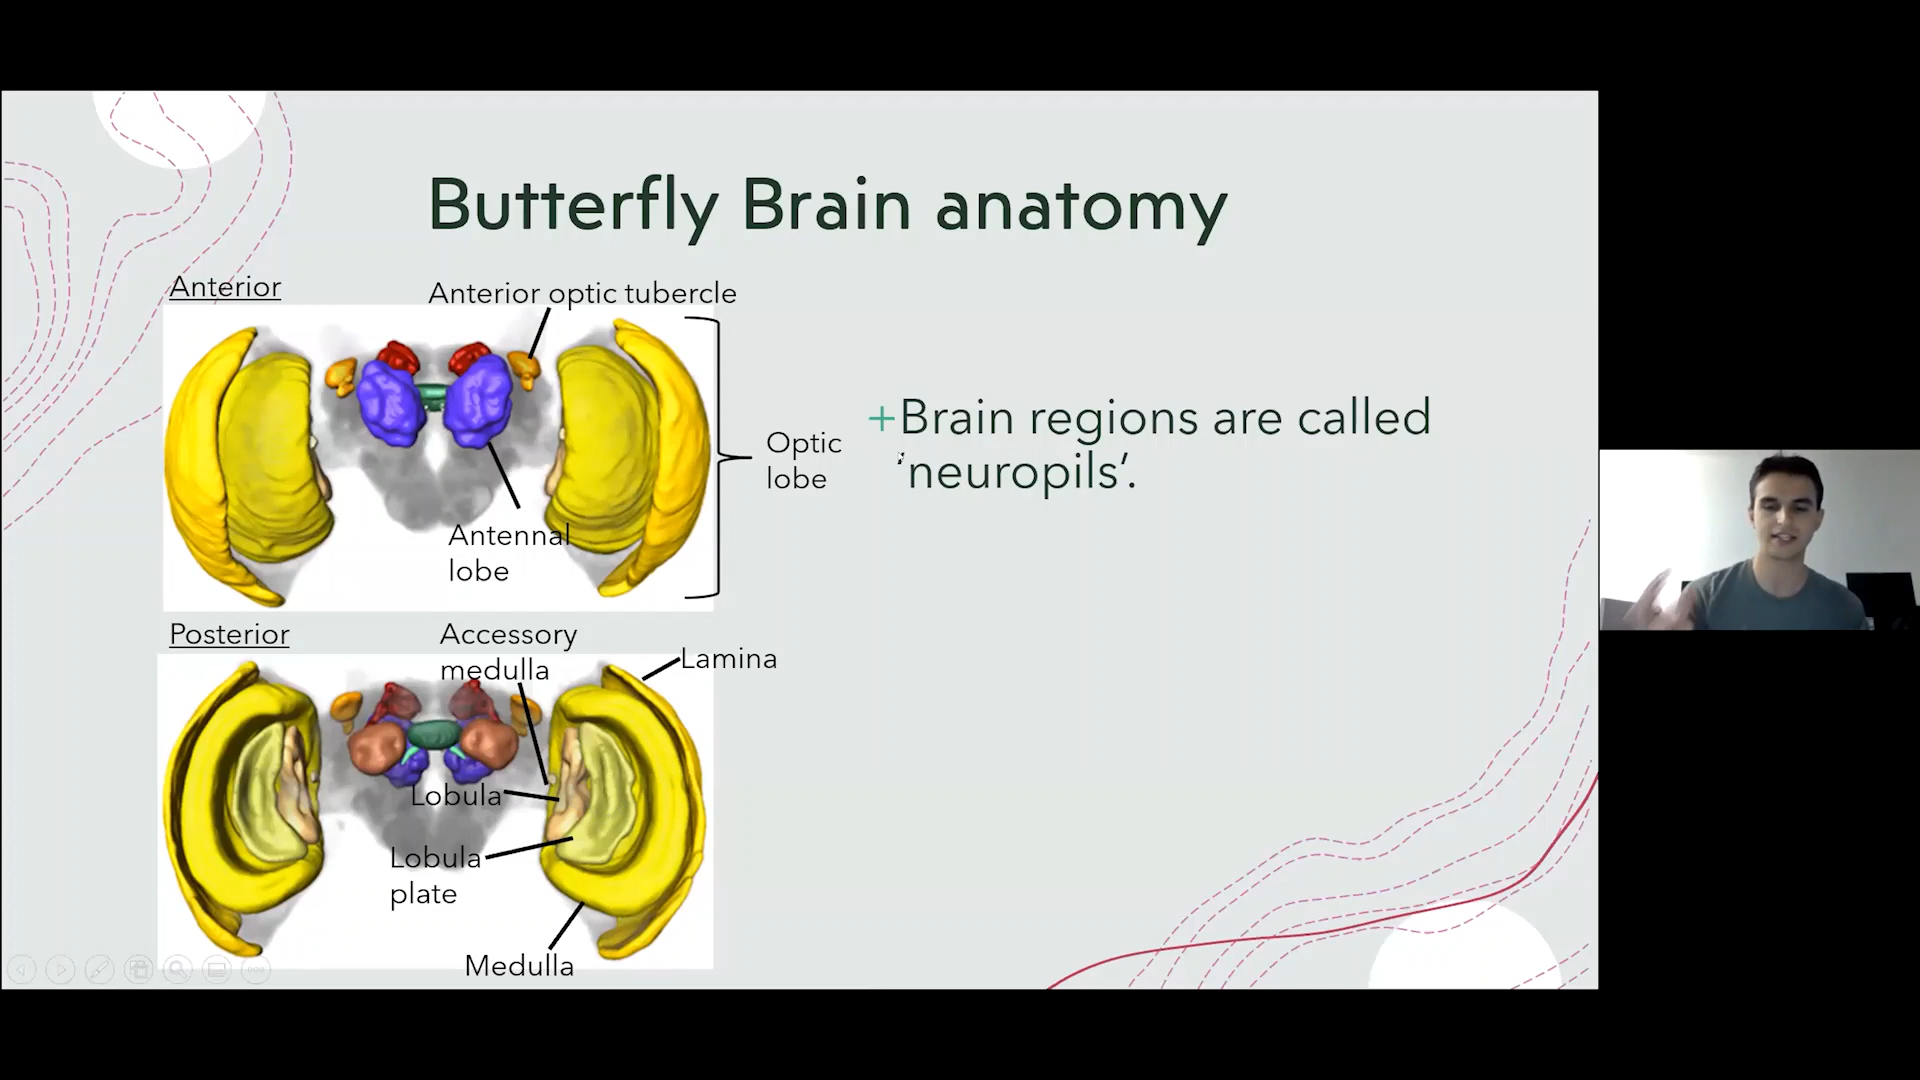 Butterfly Brain anatomy
Anterior
Anterior optic tubercle
Optic
lobe
Antennal
lobe
+Brain regions are called
‘neuropils’.
Posterior
Accessory
medulla
Lamina
Lobula
Lobula
plate
Medulla